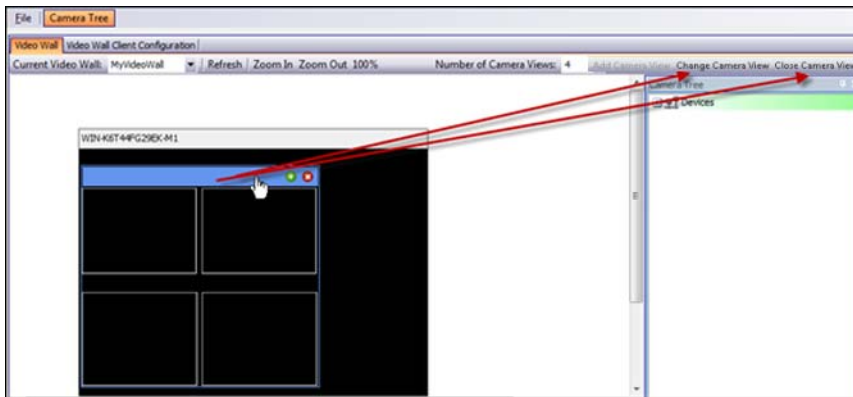 File Camera Tree
Video Wall Video Wall Client Configuration
Current Video Wall: MyVideoWall Refresh Zoom In Zoom Out 100% Number of Camera Views: 4 Add Camera View Change Camera View Close Camera View
Camera Tree
Devices
WIN-K6T44FG29EK-M1